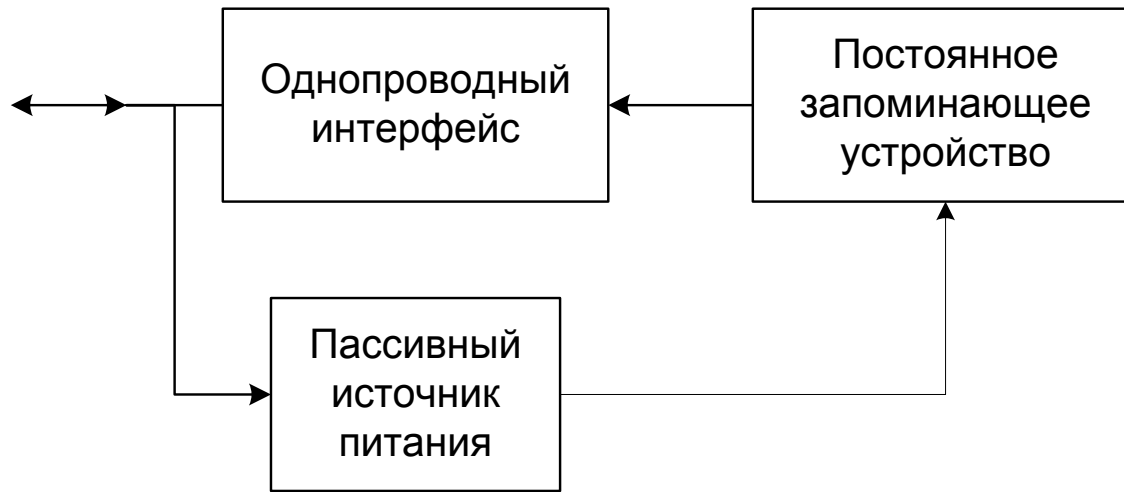 Однопроводный
интерфейс
Постоянное
запоминающее
устройство
Пассивный
источник
питания